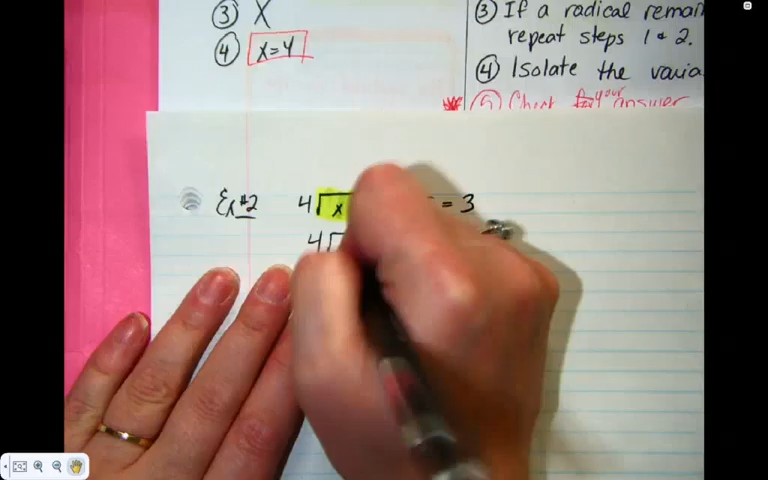 ③ X
④ x=4
③ If a radical remai
repeat steps 1 & 2.
④ Isolate the varia
⑤ Check your answer
Ex #2 4√x = 3
4√